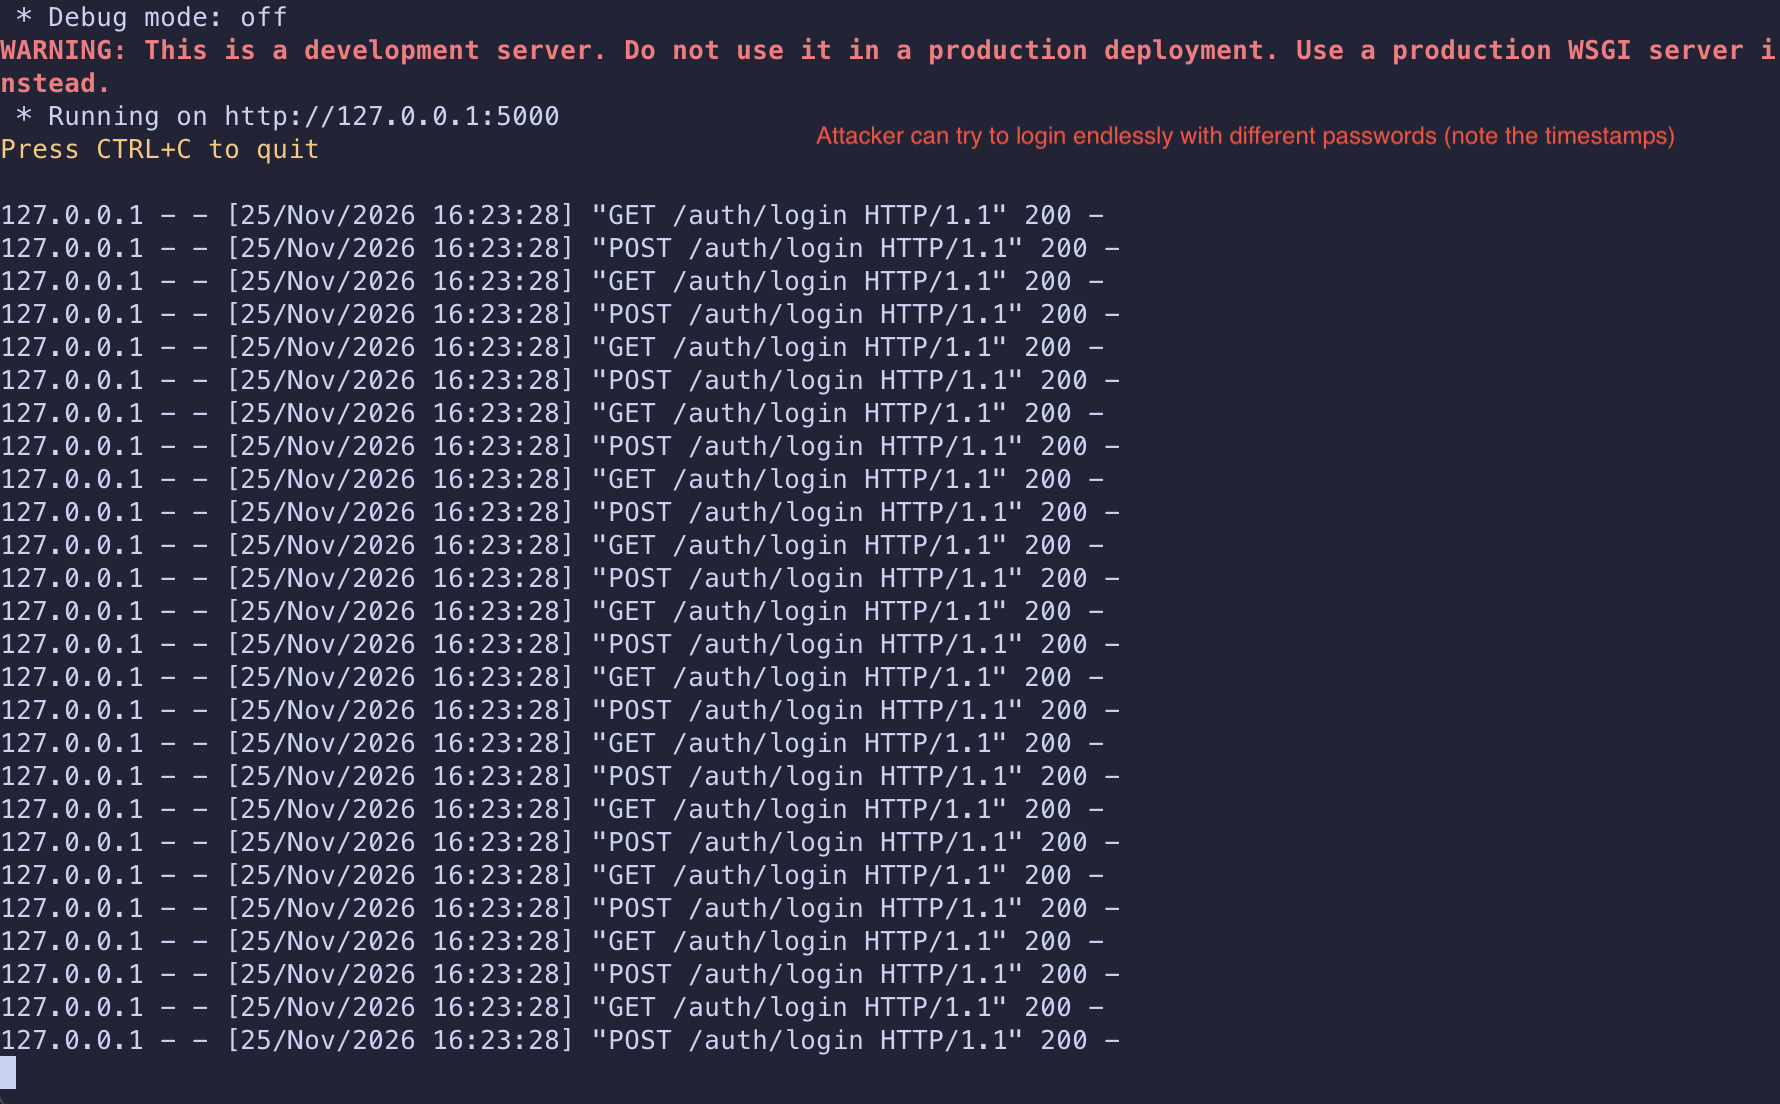 * Debug mode: off
WARNING: This is a development server. Do not use it in a production deployment. Use a production WSGI server i
nstead.
 * Running on http://127.0.0.1:5000
Attacker can try to login endlessly with different passwords (note the timestamps)
Press CTRL+C to quit
127.0.0.1 - - [25/Nov/2026 16:23:28] "GET /auth/login HTTP/1.1" 200 -
127.0.0.1 - - [25/Nov/2026 16:23:28] "POST /auth/login HTTP/1.1" 200 -
127.0.0.1 - - [25/Nov/2026 16:23:28] "GET /auth/login HTTP/1.1" 200 -
127.0.0.1 - - [25/Nov/2026 16:23:28] "POST /auth/login HTTP/1.1" 200 -
127.0.0.1 - - [25/Nov/2026 16:23:28] "GET /auth/login HTTP/1.1" 200 -
127.0.0.1 - - [25/Nov/2026 16:23:28] "POST /auth/login HTTP/1.1" 200 -
127.0.0.1 - - [25/Nov/2026 16:23:28] "GET /auth/login HTTP/1.1" 200 -
127.0.0.1 - - [25/Nov/2026 16:23:28] "POST /auth/login HTTP/1.1" 200 -
127.0.0.1 - - [25/Nov/2026 16:23:28] "GET /auth/login HTTP/1.1" 200 -
127.0.0.1 - - [25/Nov/2026 16:23:28] "POST /auth/login HTTP/1.1" 200 -
127.0.0.1 - - [25/Nov/2026 16:23:28] "GET /auth/login HTTP/1.1" 200 -
127.0.0.1 - - [25/Nov/2026 16:23:28] "POST /auth/login HTTP/1.1" 200 -
127.0.0.1 - - [25/Nov/2026 16:23:28] "GET /auth/login HTTP/1.1" 200 -
127.0.0.1 - - [25/Nov/2026 16:23:28] "POST /auth/login HTTP/1.1" 200 -
127.0.0.1 - - [25/Nov/2026 16:23:28] "GET /auth/login HTTP/1.1" 200 -
127.0.0.1 - - [25/Nov/2026 16:23:28] "POST /auth/login HTTP/1.1" 200 -
127.0.0.1 - - [25/Nov/2026 16:23:28] "GET /auth/login HTTP/1.1" 200 -
127.0.0.1 - - [25/Nov/2026 16:23:28] "POST /auth/login HTTP/1.1" 200 -
127.0.0.1 - - [25/Nov/2026 16:23:28] "GET /auth/login HTTP/1.1" 200 -
127.0.0.1 - - [25/Nov/2026 16:23:28] "POST /auth/login HTTP/1.1" 200 -
127.0.0.1 - - [25/Nov/2026 16:23:28] "GET /auth/login HTTP/1.1" 200 -
127.0.0.1 - - [25/Nov/2026 16:23:28] "POST /auth/login HTTP/1.1" 200 -
127.0.0.1 - - [25/Nov/2026 16:23:28] "GET /auth/login HTTP/1.1" 200 -
127.0.0.1 - - [25/Nov/2026 16:23:28] "POST /auth/login HTTP/1.1" 200 -
127.0.0.1 - - [25/Nov/2026 16:23:28] "GET /auth/login HTTP/1.1" 200 -
127.0.0.1 - - [25/Nov/2026 16:23:28] "POST /auth/login HTTP/1.1" 200 -